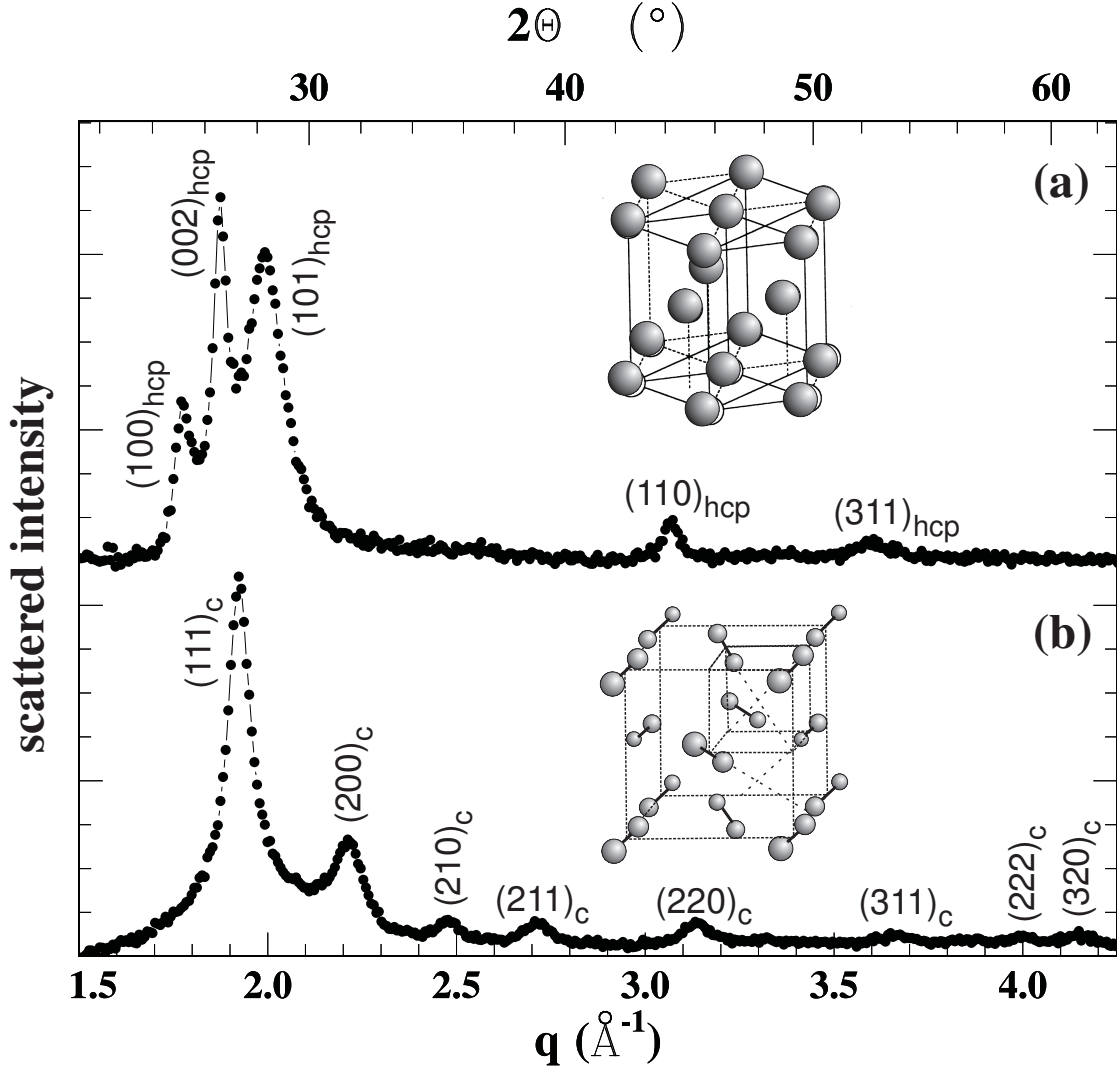 2Θ (°)
30 40 50 60
(a)
(002)hcp
(101)hcp
(100)hcp
(110)hcp
(311)hcp
scattered intensity
(b)
(111)c
(200)c
(210)c
(211)c
(220)c
(311)c
(222)c
(320)c
1.5 2.0 2.5 3.0 3.5 4.0
q (Å-1)